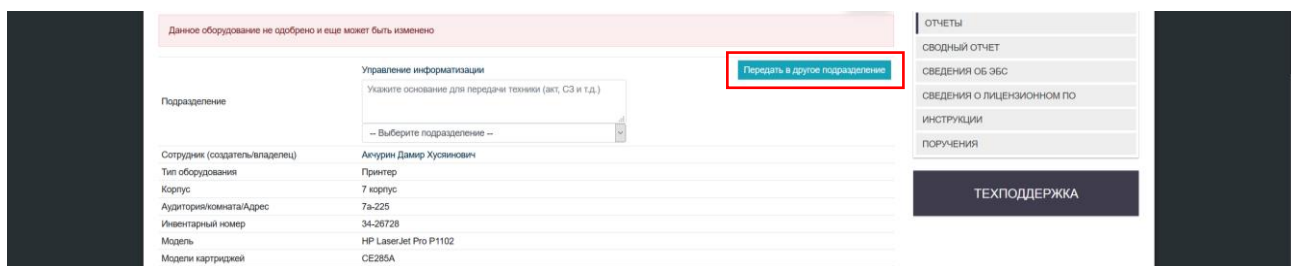 Данное оборудование не одобрено и еще может быть изменено
Управление информатизации
Передать в другое подразделение
Подразделение
Укажите основание для передачи техники (акт, СЗ и т.д.)
-- Выберите подразделение --
Сотрудник (создатель/владелец) Акчурин Дамир Хусяинович
Тип оборудования Принтер
Корпус 7 корпус
Аудитория/комната/Адрес 7а-225
Инвентарный номер 34-26728
Модель HP LaserJet Pro P1102
Модели картриджей CE285A
ОТЧЕТЫ
СВОДНЫЙ ОТЧЕТ
СВЕДЕНИЯ ОБ ЭБС
СВЕДЕНИЯ О ЛИЦЕНЗИОННОМ ПО
ИНСТРУКЦИИ
ПОРУЧЕНИЯ
ТЕХПОДДЕРЖКА